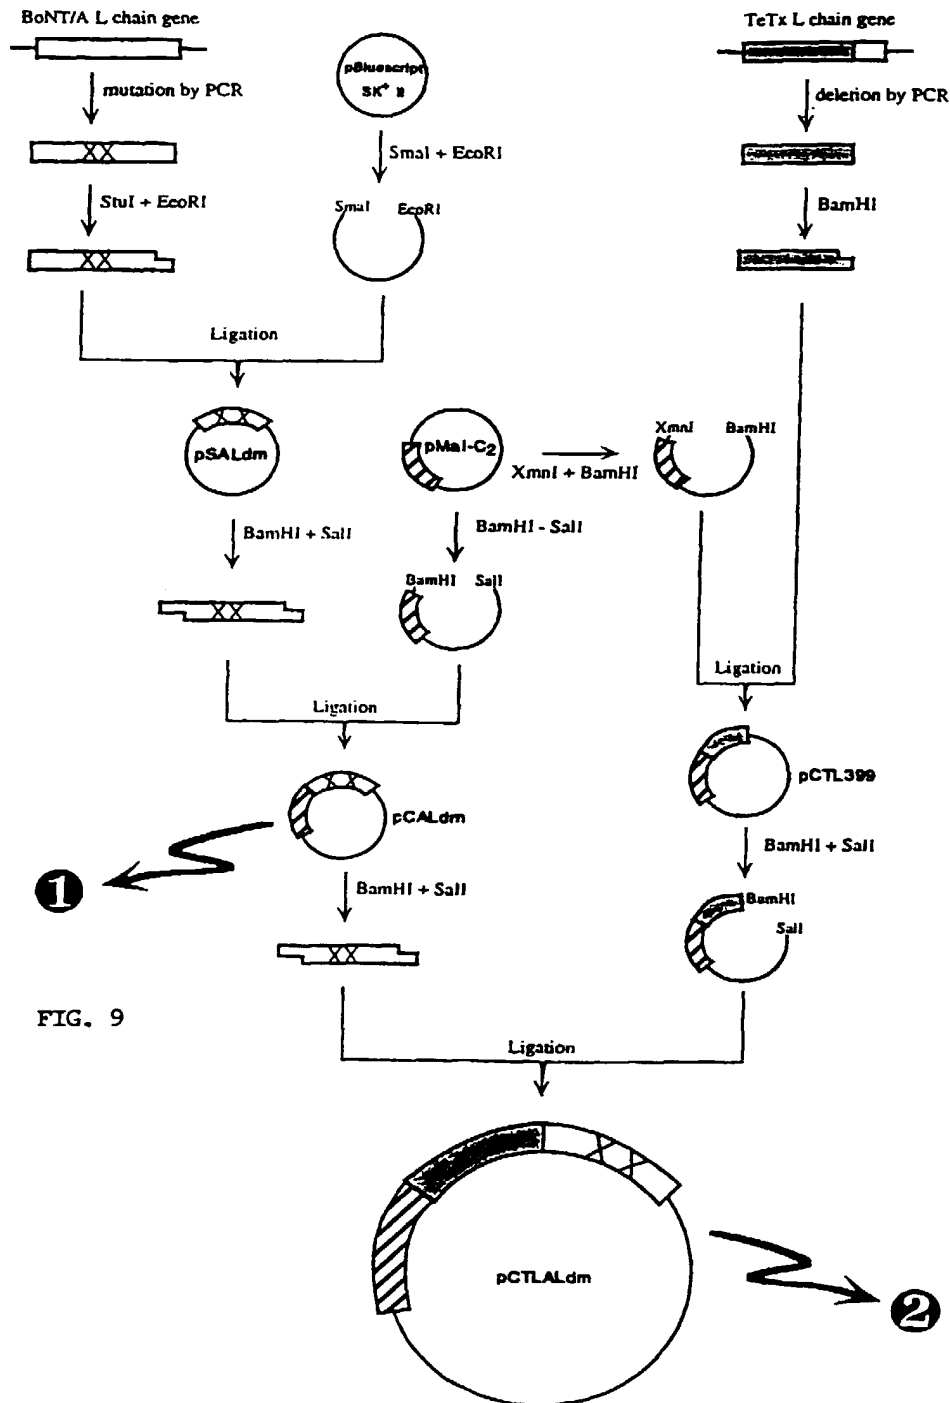 BoNT/A L chain gene
TeTx L chain gene
pBluescript
SK+ II
mutation by PCR
deletion by PCR
SmaI + EcoRI
StuI + EcoRI
SmaI EcoRI
BamHI
Ligation
pSALdm
pMal-C2
XmnI + BamHI
XmnI BamHI
BamHI + SalI
BamHI - SalI
BamHI SalI
Ligation
Ligation
pCALdm
pCTL399
1
BamHI + SalI
BamHI + SalI
BamHI
SalI
FIG. 9
Ligation
pCTLALdm
2